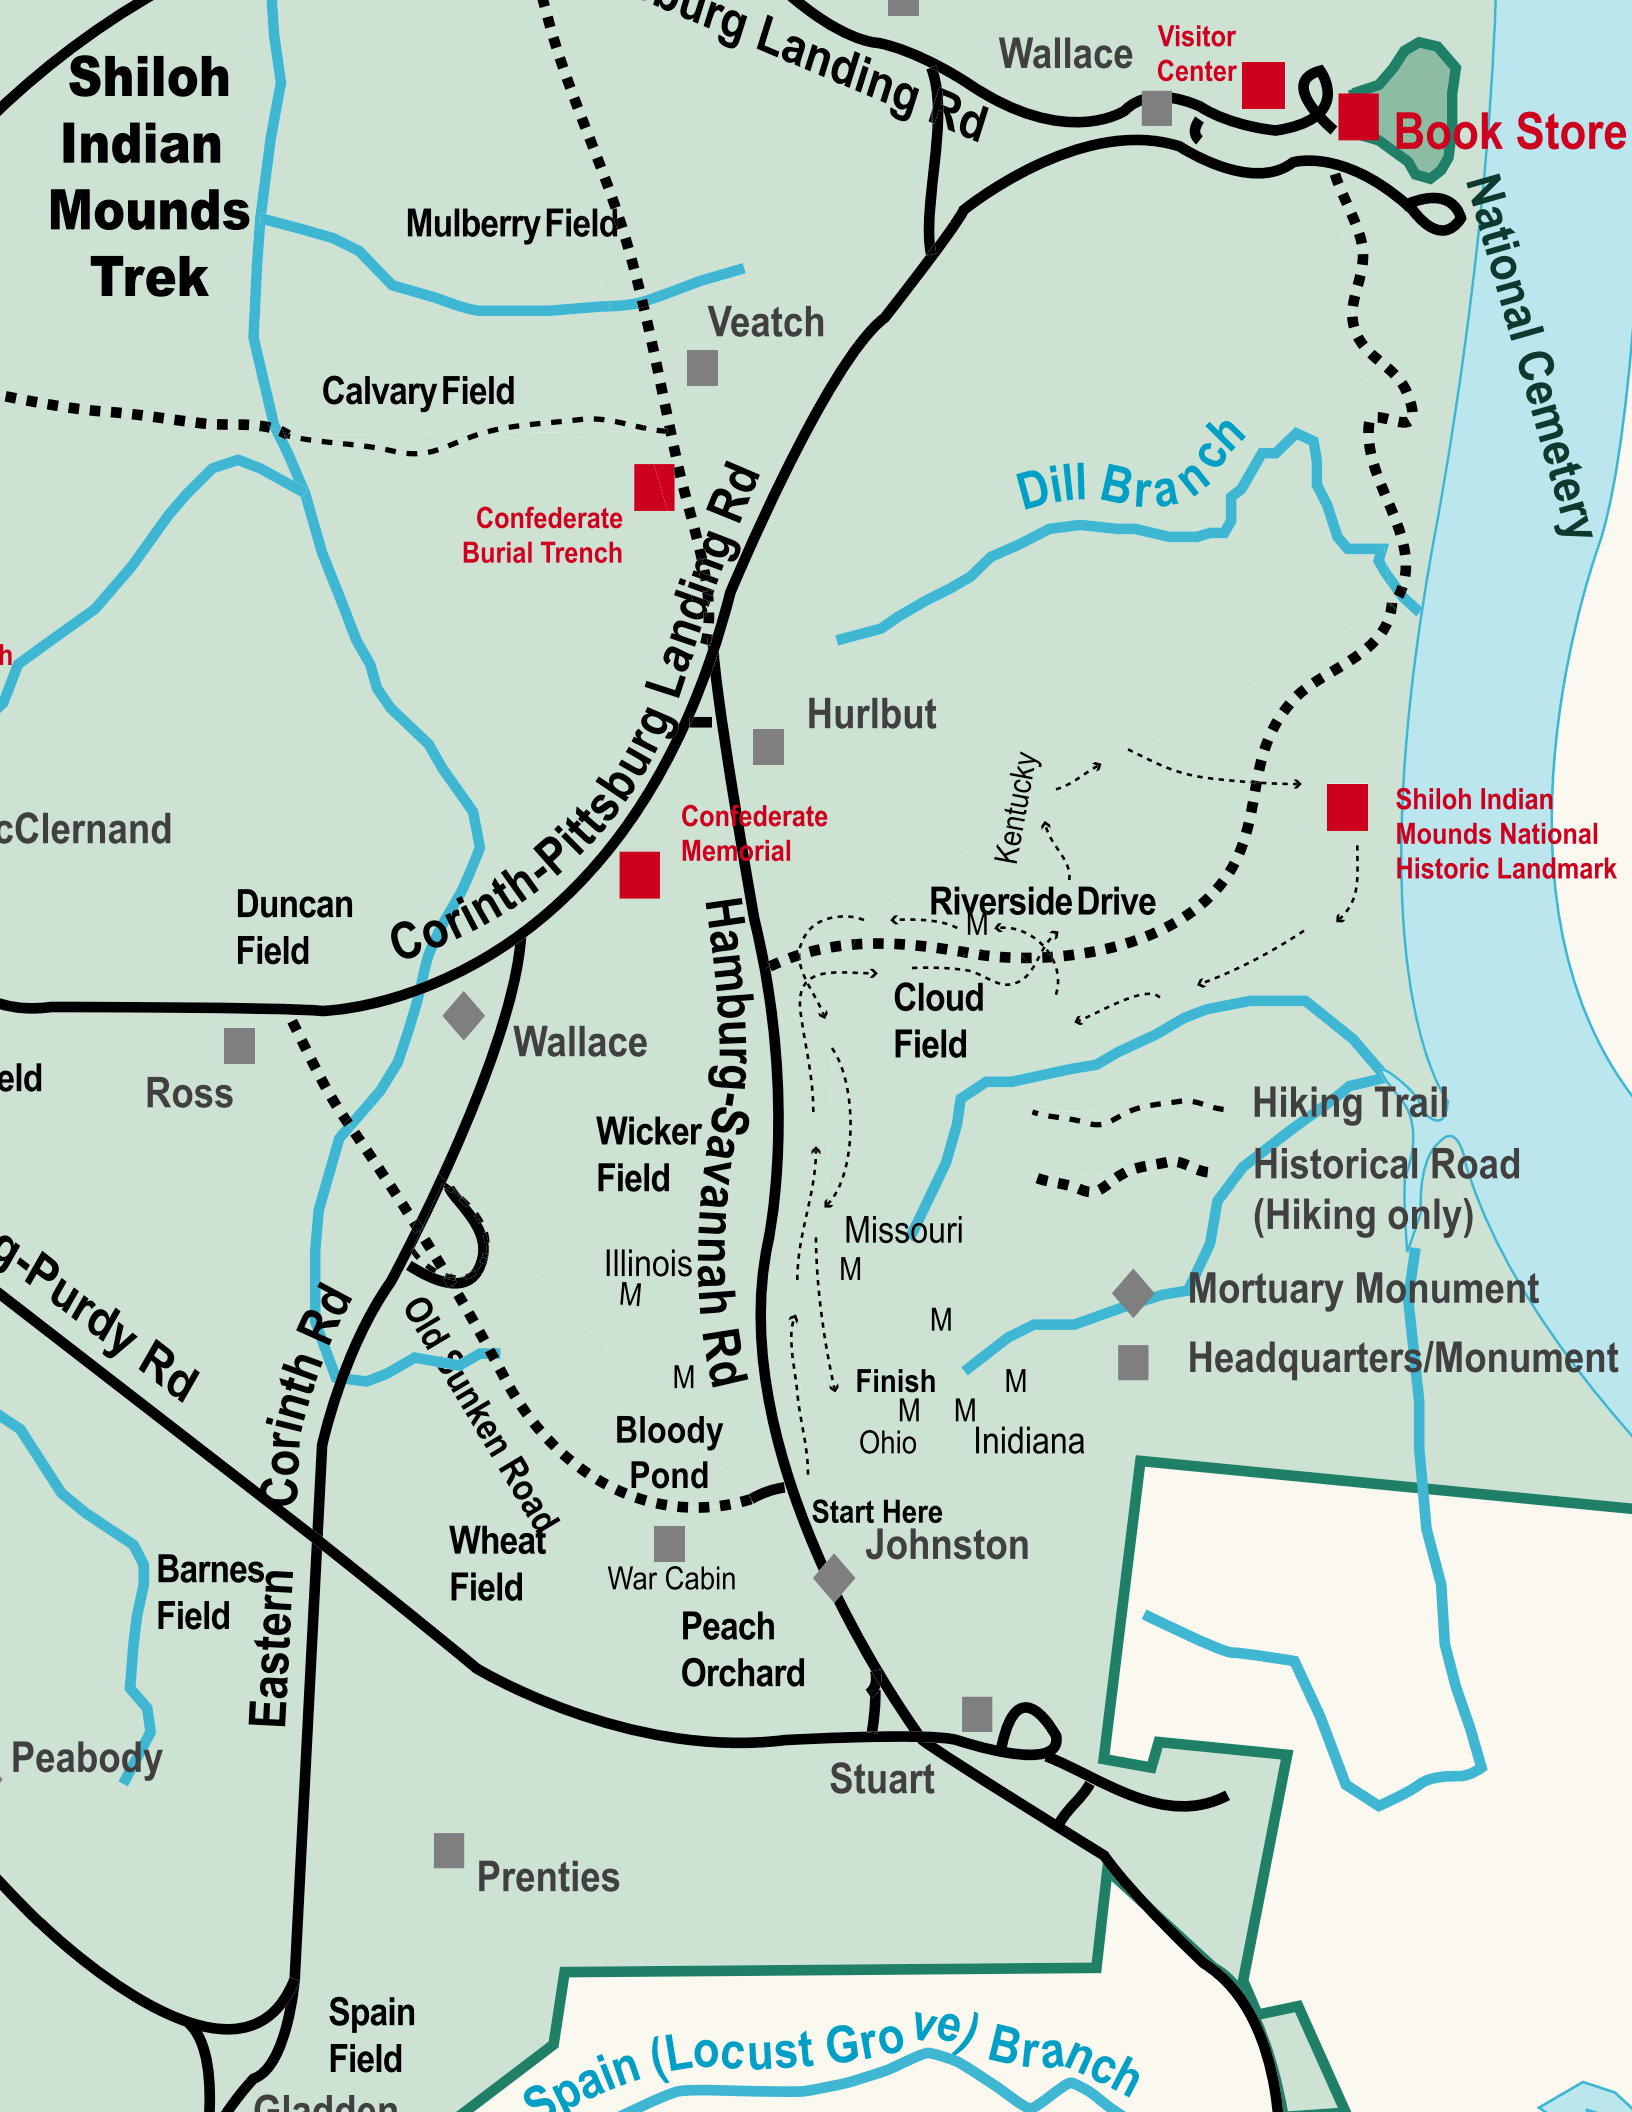 Shiloh
Indian
Mounds
Trek
burg Landing Rd
Wallace
Visitor
Center
Book Store
National Cemetery
Mulberry Field
Veatch
Calvary Field
Dill Branch
Confederate
Burial Trench
Corinth-Pittsburg Landing Rd
h
Hurlbut
Kentucky
Shiloh Indian
Mounds National
Historic Landmark
Confederate
Memorial
cClernand
Duncan
Field
Riverside Drive
M
Hamburg-Savannah Rd
Cloud
Field
Wallace
Ross
eld
Wicker
Field
Hiking Trail
Historical Road
(Hiking only)
Mortuary Monument
Headquarters/Monument
Missouri
M
Illinois
M
M
g-Purdy Rd
Old Sunken Road
Eastern Corinth Rd
M
Finish
M
M
M
Ohio
Inidiana
Bloody
Pond
Start Here
Johnston
Wheat
Field
War Cabin
Barnes
Field
Peach
Orchard
Peabody
Stuart
Prenties
Spain
Field
Spain (Locust Grove) Branch
Gladden